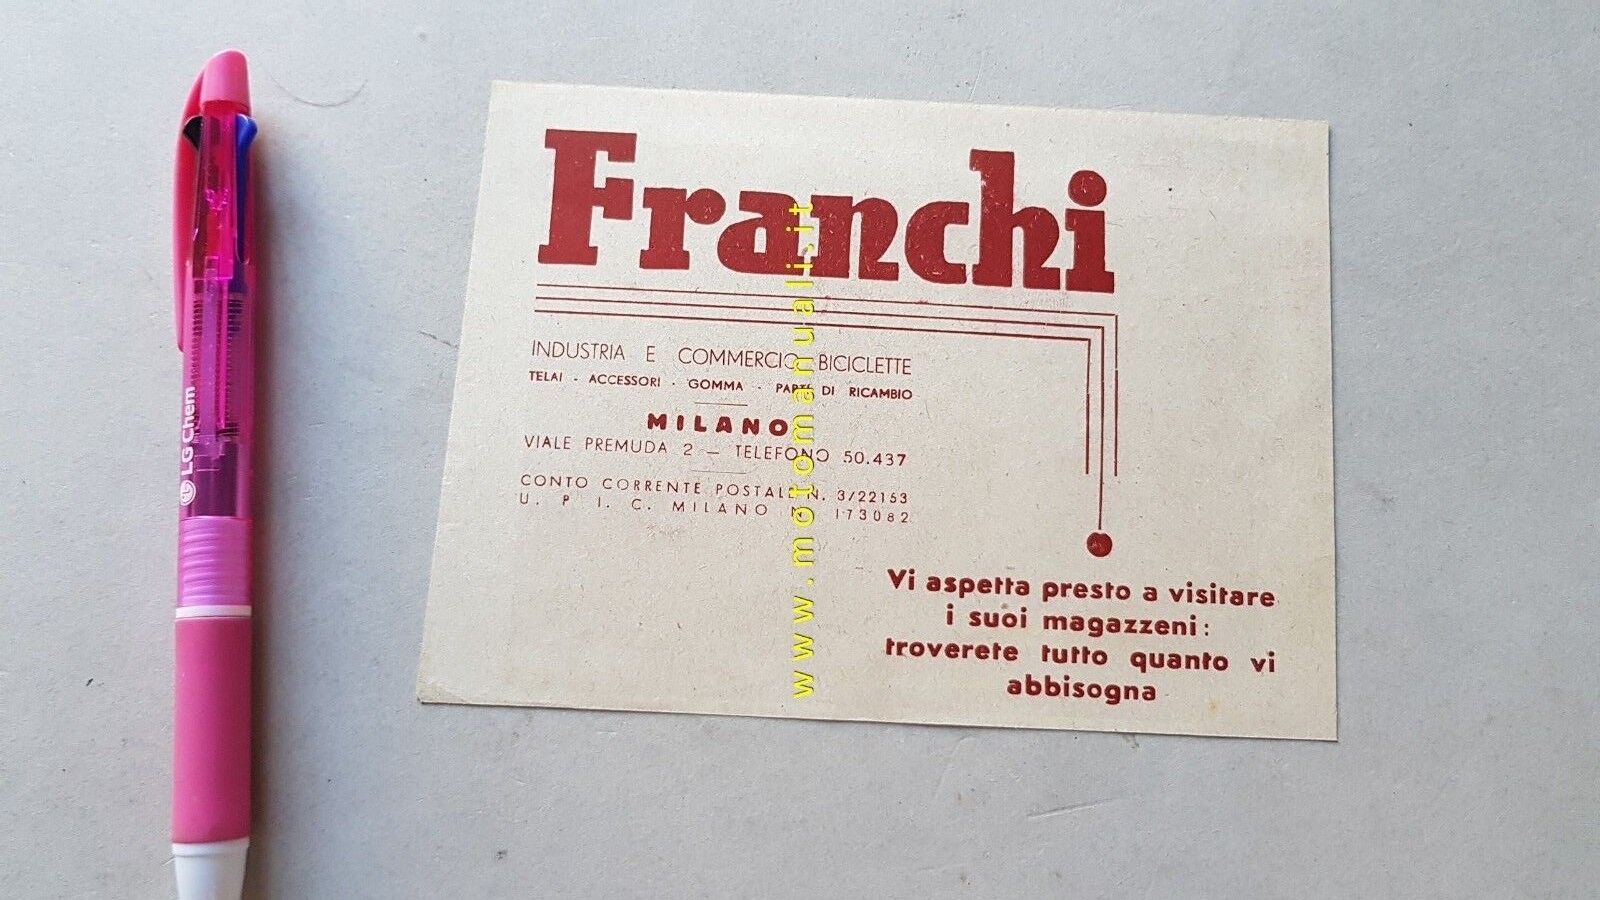 Franchi
INDUSTRIA E COMMERCIO BICICLETTE
TELAI - ACCESSORI - GOMMA - PARTI DI RICAMBIO
MILANO
VIALE PREMUDA 2 — TELEFONO 50.437
CONTO CORRENTE POSTALE N. 3/22153
U. P. I. C. MILANO N. 173082
Vi aspetta presto a visitare
i suoi magazzeni:
troverete tutto quanto vi
abbisogna
www.motomanuali.it
LG Chem